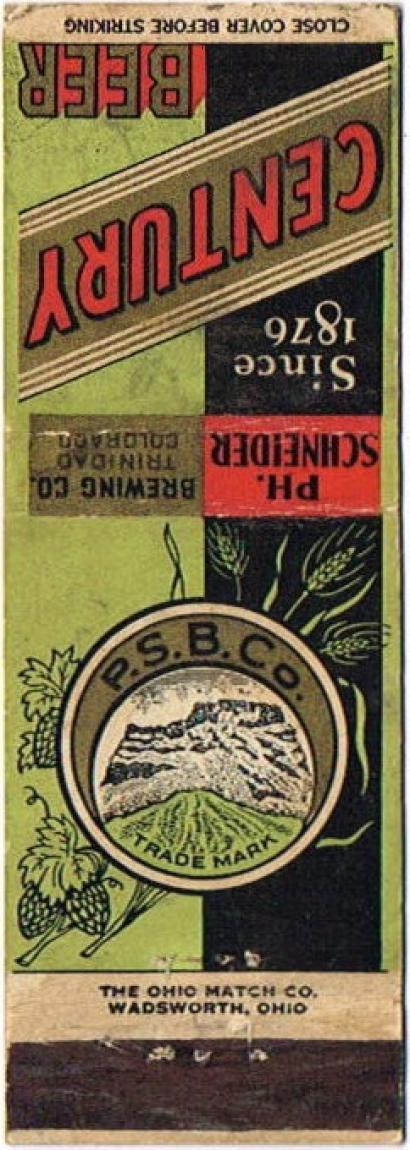 CLOSE COVER BEFORE STRIKING
CENTURY
BEER
Since
1876
PH.
SCHNEIDER
BREWING CO.
TRINIDAD
COLORADO
P.S.B.Co.
TRADE MARK
THE OHIO MATCH CO.
WADSWORTH, OHIO